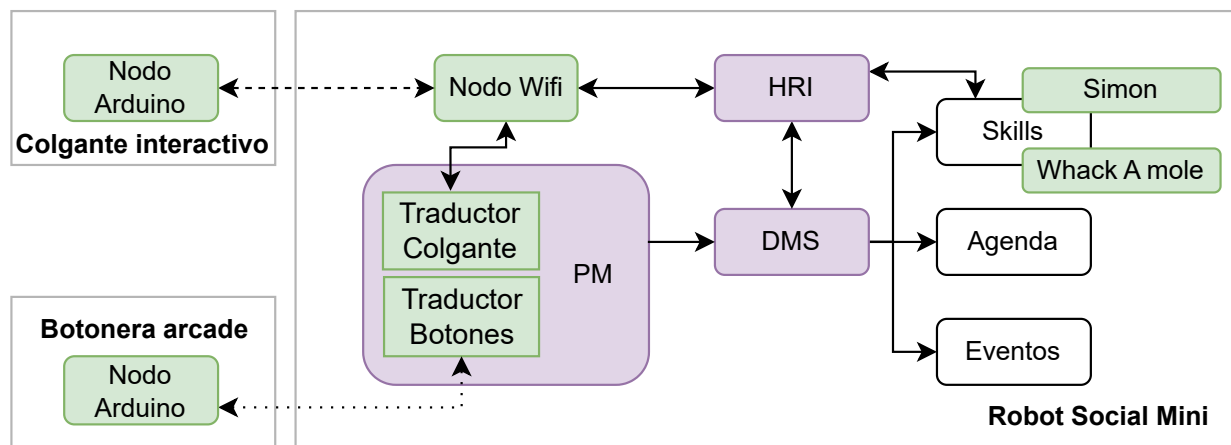 Nodo
Arduino
Colgante interactivo
Nodo Wifi
HRI
Simon
Skills
Whack A mole
Traductor
Colgante
PM
DMS
Agenda
Traductor
Botones
Botonera arcade
Nodo
Arduino
Eventos
Robot Social Mini